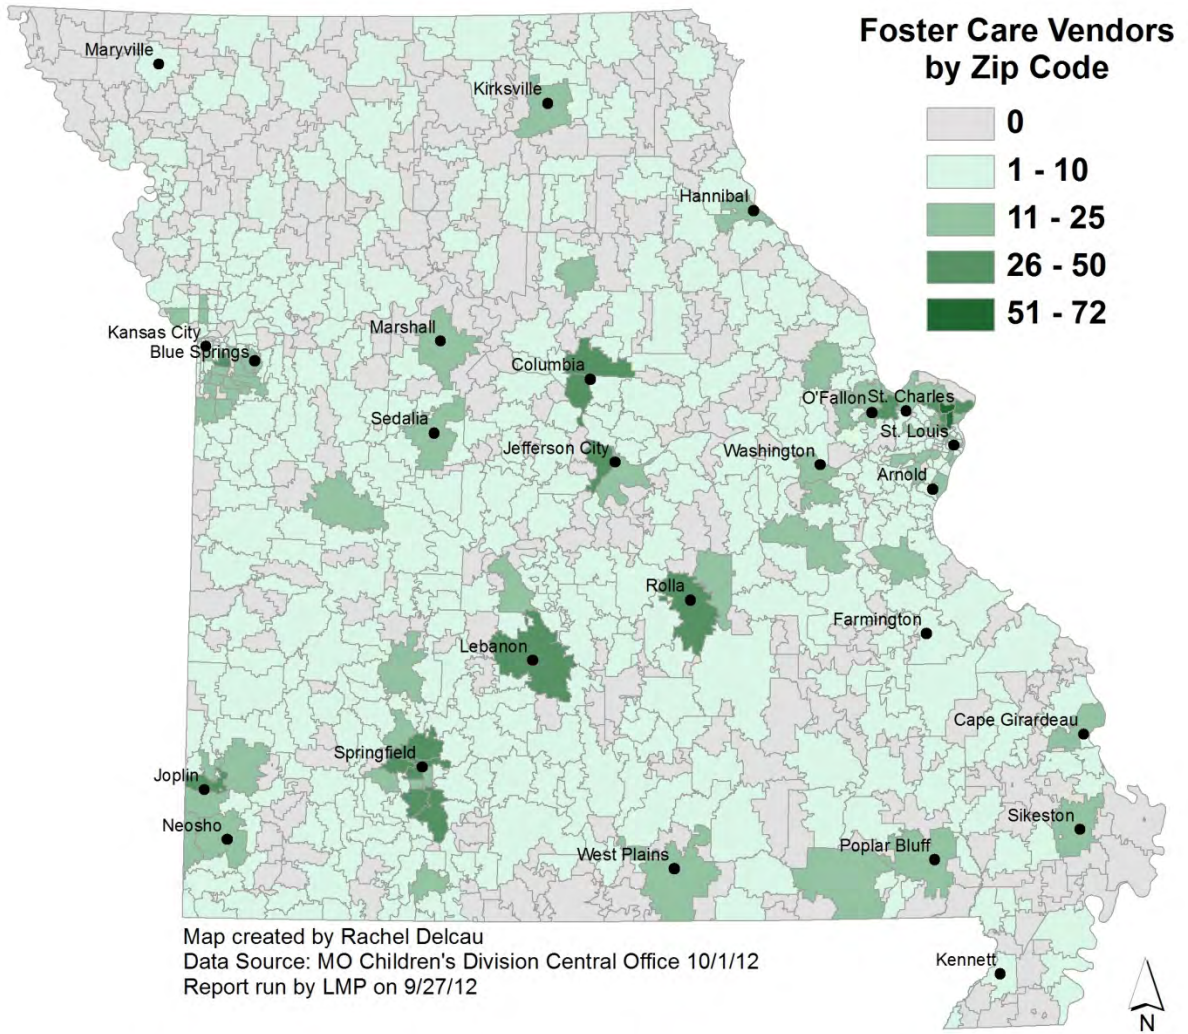 Foster Care Vendors
by Zip Code
0
1 - 10
11 - 25
26 - 50
51 - 72
Maryville
Kirksville
Hannibal
Kansas City
Blue Springs
Marshall
Columbia
Sedalia
O'Fallon
St. Charles
St. Louis
Jefferson City
Washington
Arnold
Rolla
Farmington
Lebanon
Cape Girardeau
Springfield
Joplin
Neosho
Sikeston
West Plains
Poplar Bluff
Kennett
Map created by Rachel Delcau
Data Source: MO Children's Division Central Office 10/1/12
Report run by LMP on 9/27/12
N